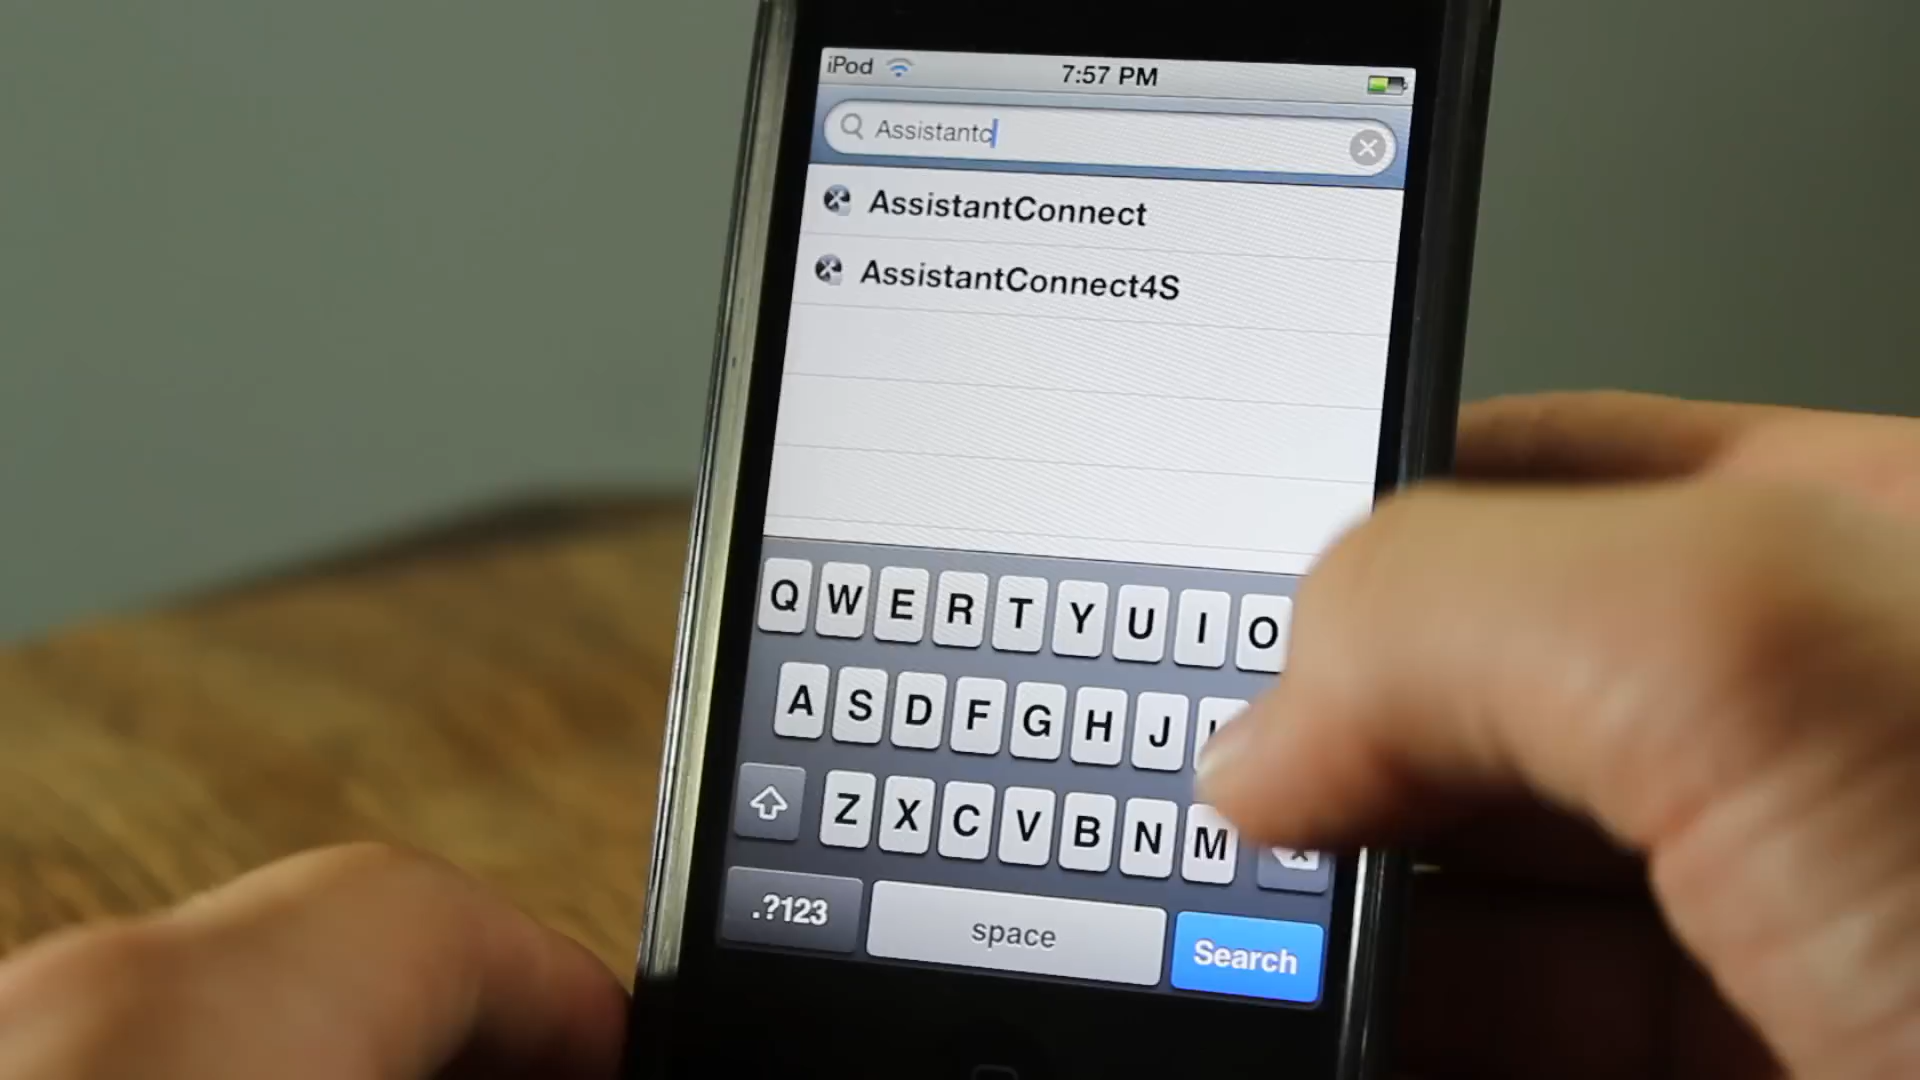 iPod 7:57 PM
Assistantc
AssistantConnect
AssistantConnect4S
Q W E R T Y U I O
A S D F G H J
Z X C V B N M
.?123 space Search